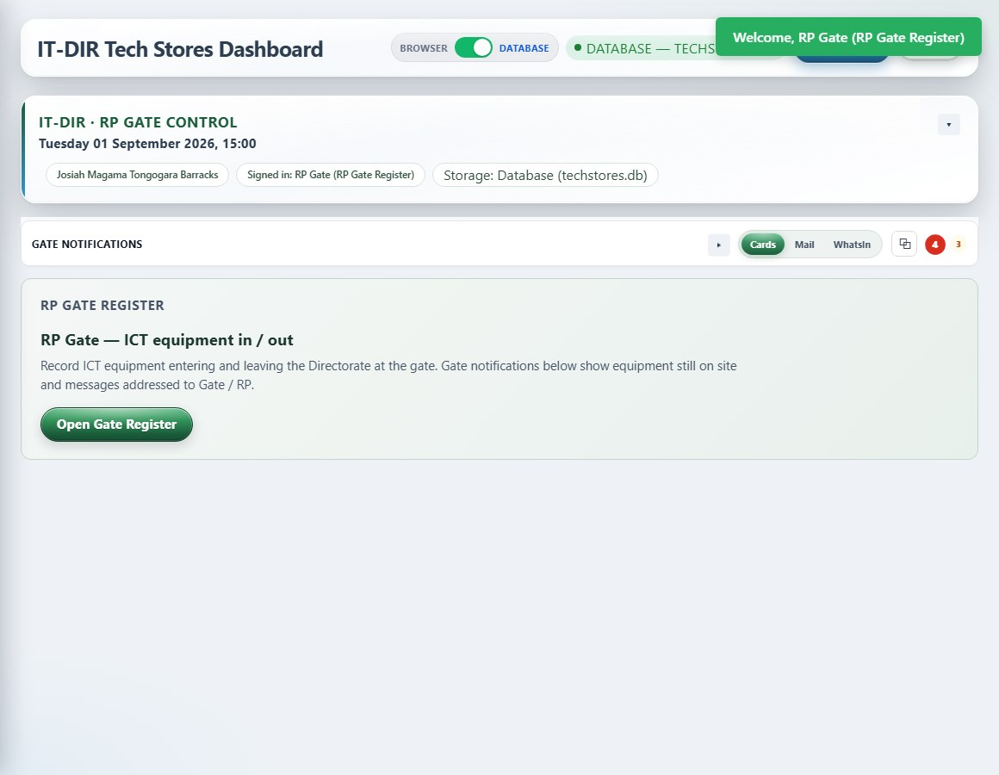 IT-DIR Tech Stores Dashboard
BROWSER
DATABASE
DATABASE — TECHS
Welcome, RP Gate (RP Gate Register)
IT-DIR · RP GATE CONTROL
Tuesday 01 September 2026, 15:00
Josiah Magama Tongogara Barracks
Signed in: RP Gate (RP Gate Register)
Storage: Database (techstores.db)
GATE NOTIFICATIONS
Cards
Mail
WhatsIn
4
3
RP GATE REGISTER
RP Gate — ICT equipment in / out
Record ICT equipment entering and leaving the Directorate at the gate. Gate notifications below show equipment still on site
and messages addressed to Gate / RP.
Open Gate Register